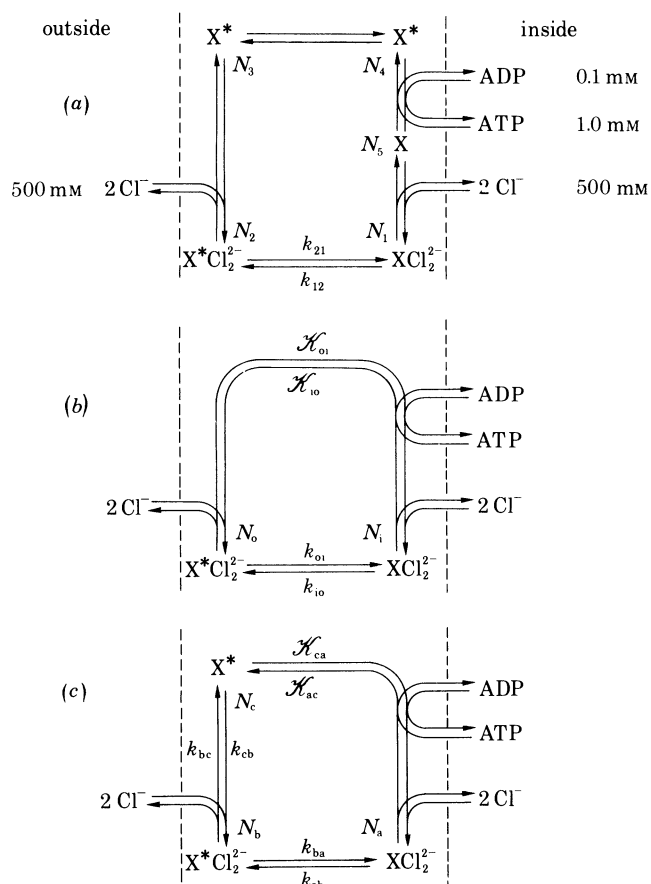 outside inside
X* X*
N₃ N₄ ADP 0.1 mM
(a)
ATP 1.0 mM
N₅ X
500 mM 2 Cl⁻ 2 Cl⁻ 500 mM
N₂ k₂₁ N₁
X*Cl₂²⁻ XCl₂²⁻
k₁₂
𝒦ₒᵢ
𝒦ᵢₒ
(b) ADP
ATP
2 Cl⁻ 2 Cl⁻
Nₒ kₒᵢ Nᵢ
X*Cl₂²⁻ XCl₂²⁻
kᵢₒ
𝒦ca
X*
𝒦ac
(c) Nc ADP
ATP
kbc kcb
2 Cl⁻ 2 Cl⁻
Nb kba Na
X*Cl₂²⁻ XCl₂²⁻